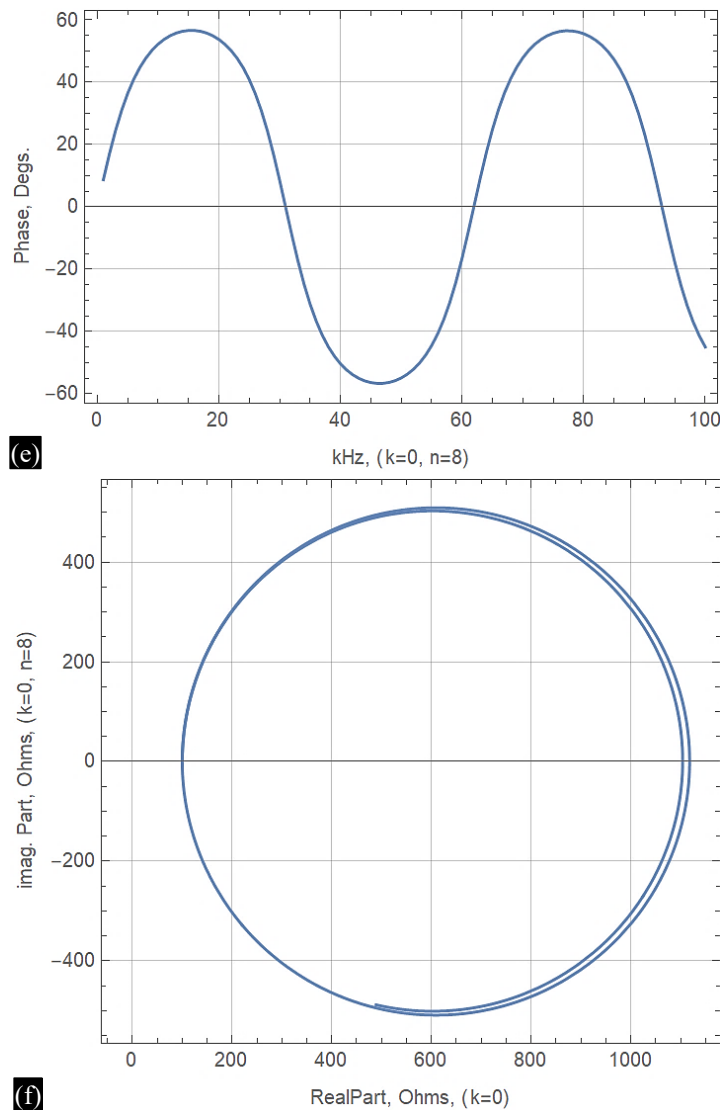 60
40
20
0
−20
−40
−60
Phase, Degs.
0 20 40 60 80 100
kHz, (k=0, n=8)
(e)
400
200
0
−200
−400
imag. Part, Ohms, (k=0, n=8)
0 200 400 600 800 1000
RealPart, Ohms, (k=0)
(f)